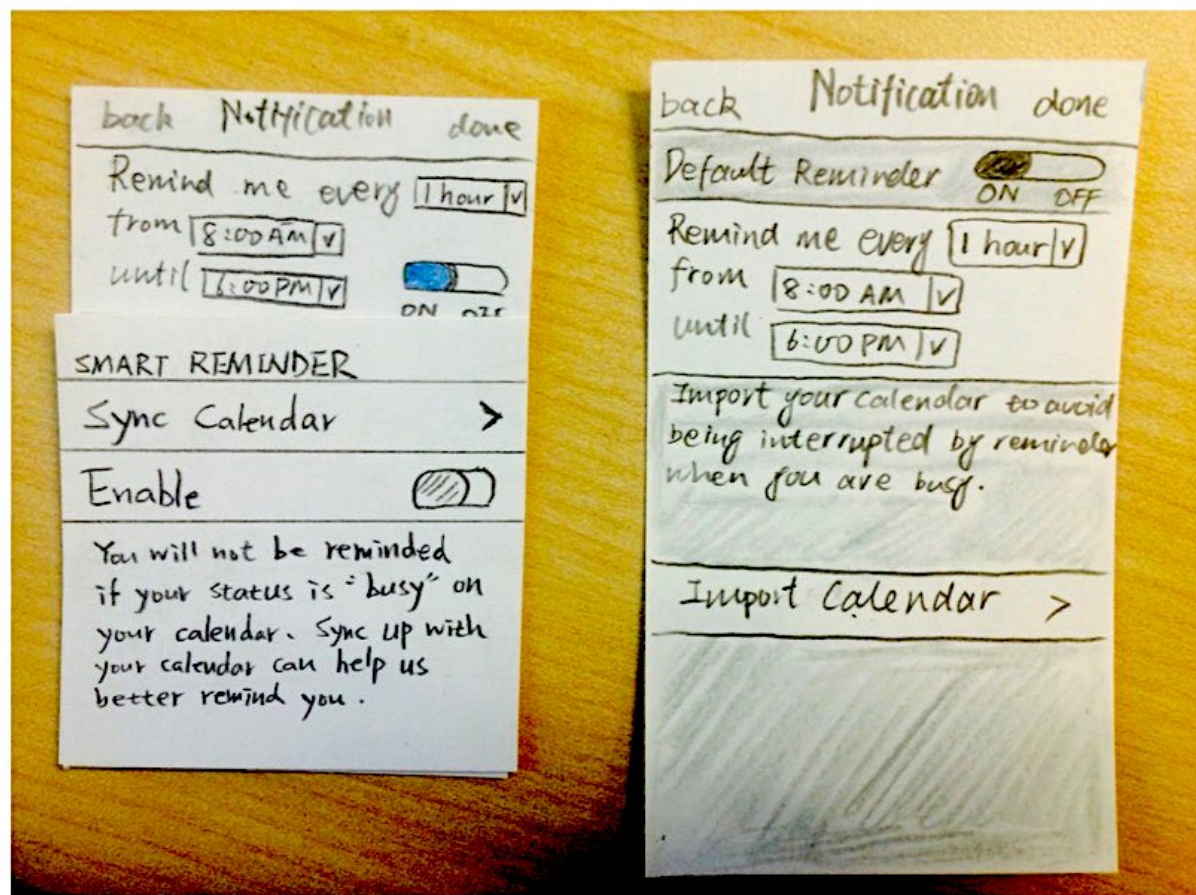 back Notification done
Remind me every 1 hour v
from 8:00 AM v
until 6:00 PM v
ON OFF
SMART REMINDER
Sync Calendar >
Enable
You will not be reminded
if your status is "busy" on
your calendar. Sync up with
your calendar can help us
better remind you.
back Notification done
Default Reminder
ON OFF
Remind me every 1 hour v
from 8:00 AM v
until 6:00 PM v
Import your calendar to avoid
being interrupted by reminder
when you are busy.
Import Calendar >